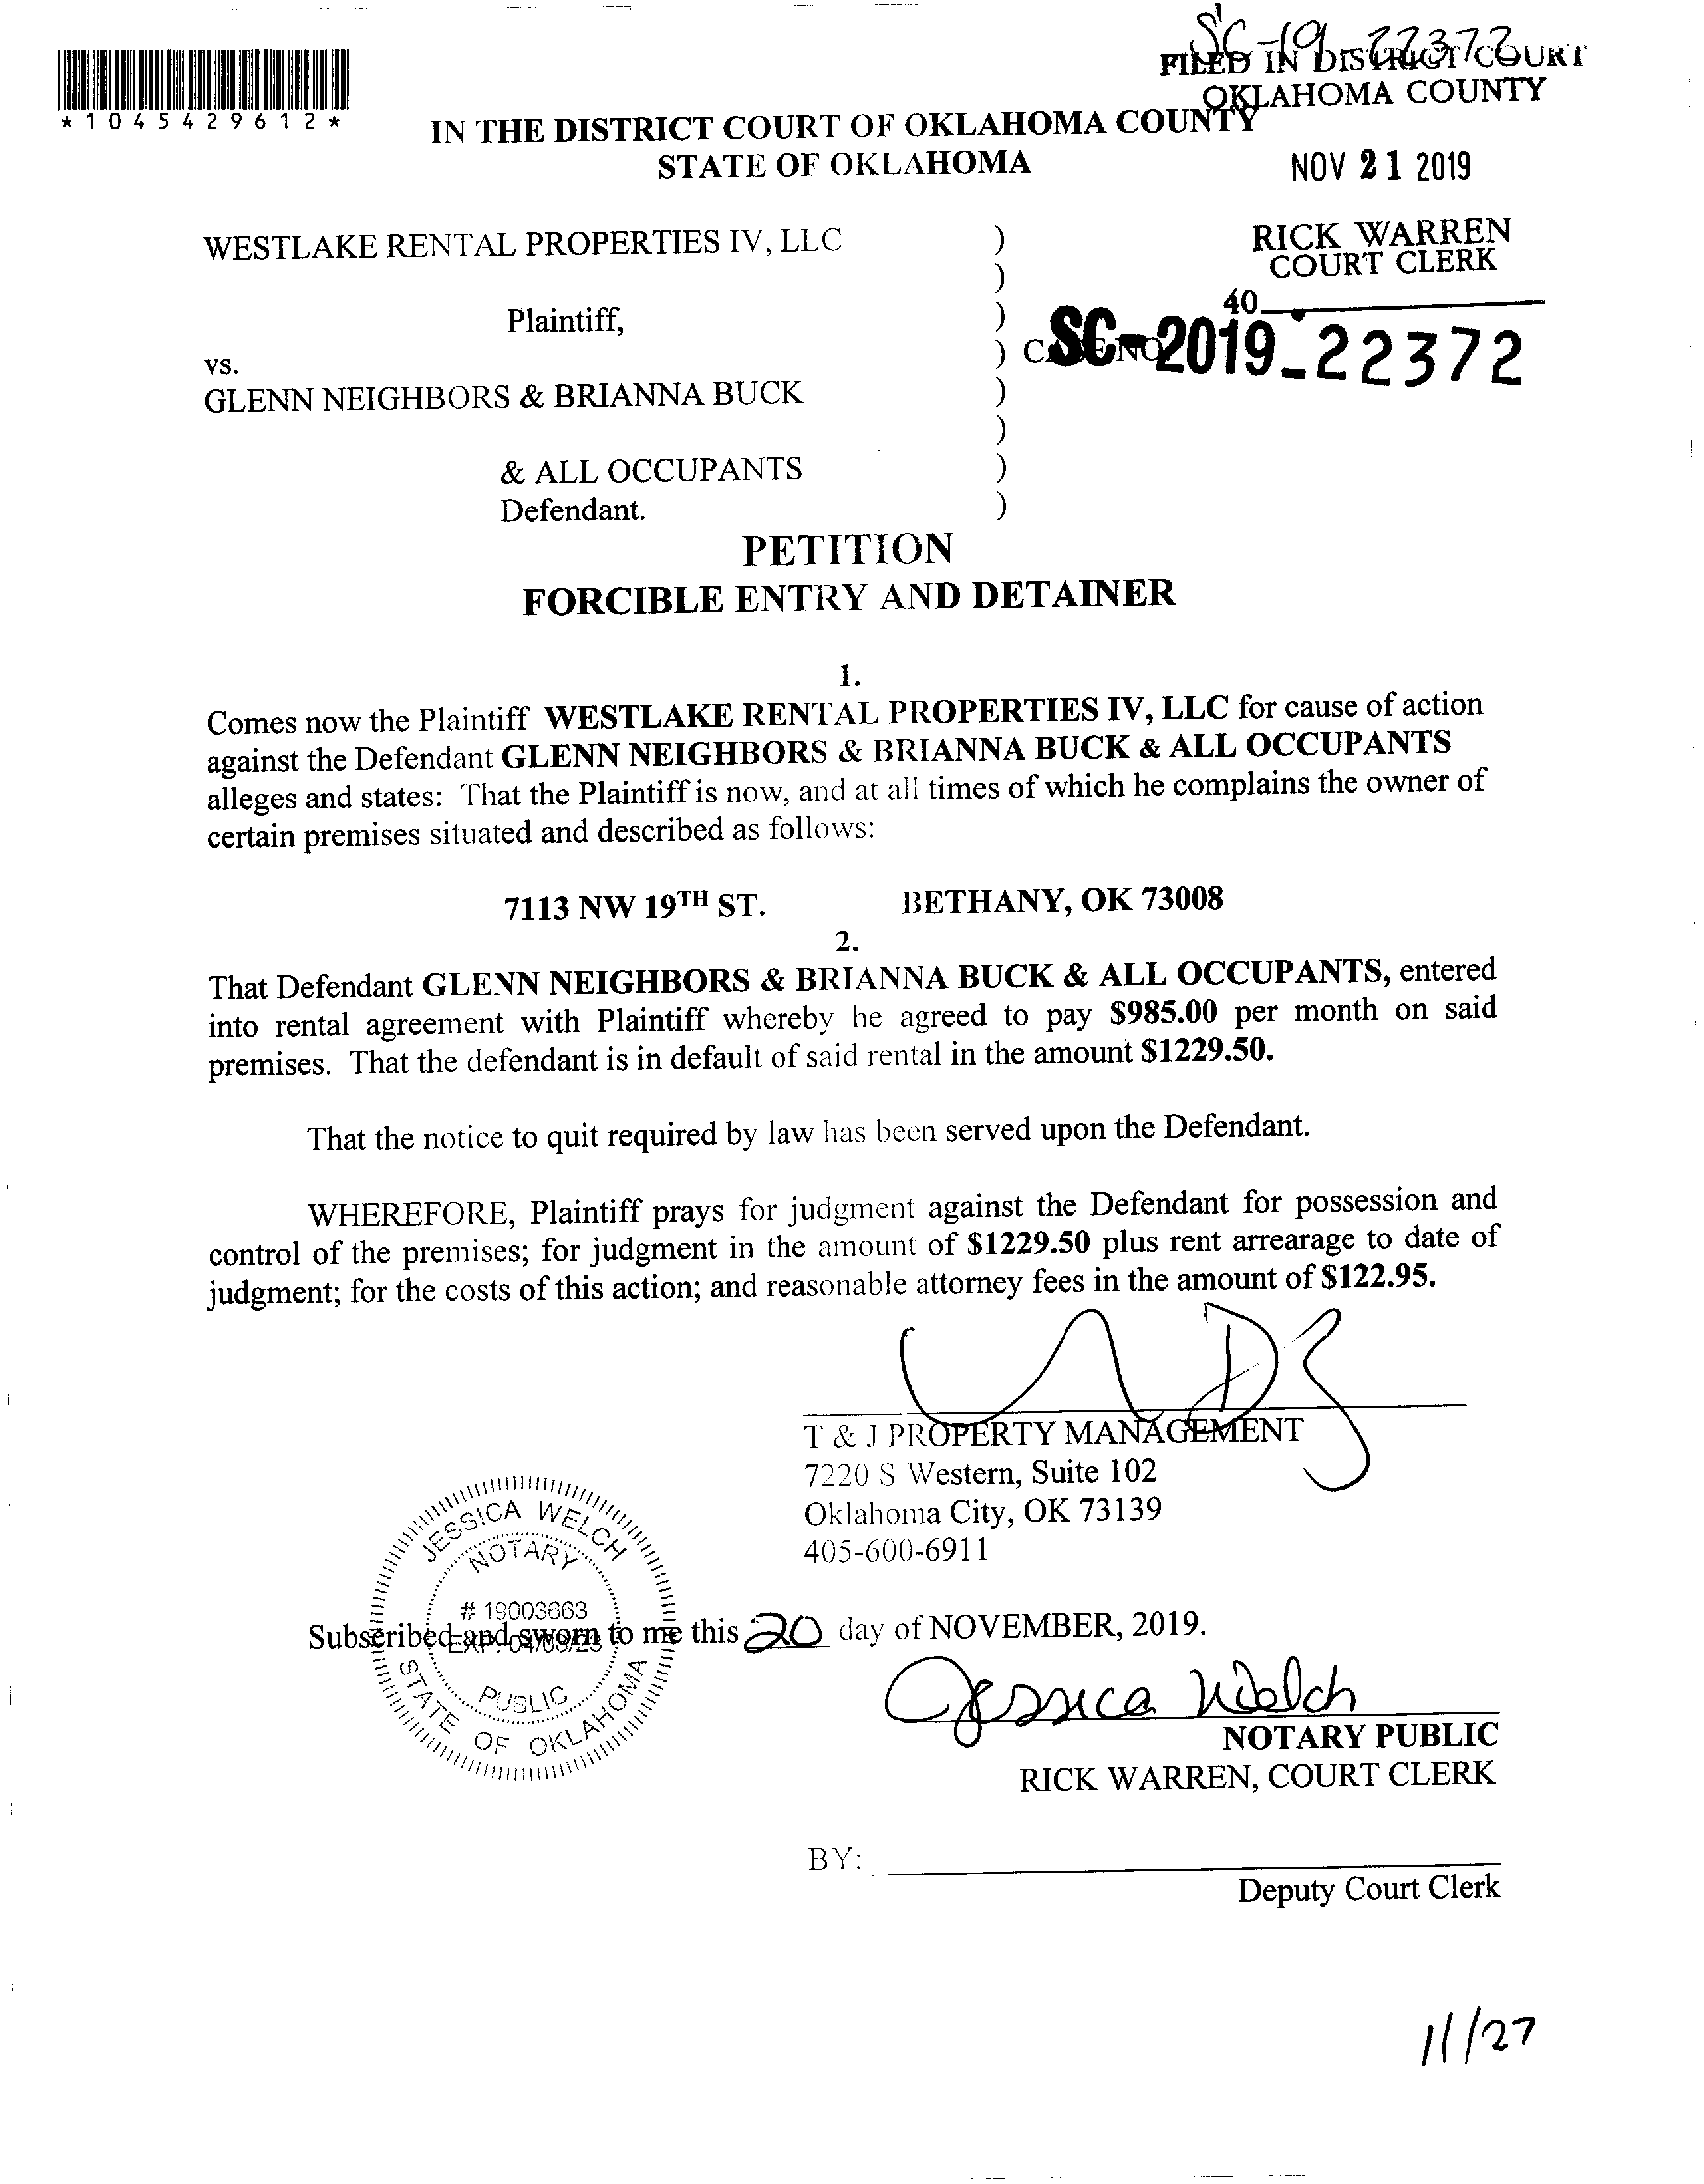 SC-19-22372
FILED IN DISTRICT COURT
OKLAHOMA COUNTY
*1045429612*
IN THE DISTRICT COURT OF OKLAHOMA COUNTY
STATE OF OKLAHOMA
NOV 21 2019
WESTLAKE RENTAL PROPERTIES IV, LLC )
RICK WARREN
COURT CLERK
)
Plaintiff, )
40
vs. ) CASE NO
SC-2019-22372
GLENN NEIGHBORS & BRIANNA BUCK )
)
& ALL OCCUPANTS )
Defendant. )
PETITION
FORCIBLE ENTRY AND DETAINER
1.
Comes now the Plaintiff WESTLAKE RENTAL PROPERTIES IV, LLC for cause of action
against the Defendant GLENN NEIGHBORS & BRIANNA BUCK & ALL OCCUPANTS
alleges and states: That the Plaintiff is now, and at all times of which he complains the owner of
certain premises situated and described as follows:
7113 NW 19TH ST. BETHANY, OK 73008
2.
That Defendant GLENN NEIGHBORS & BRIANNA BUCK & ALL OCCUPANTS, entered
into rental agreement with Plaintiff whereby he agreed to pay $985.00 per month on said
premises. That the defendant is in default of said rental in the amount $1229.50.
That the notice to quit required by law has been served upon the Defendant.
WHEREFORE, Plaintiff prays for judgment against the Defendant for possession and
control of the premises; for judgment in the amount of $1229.50 plus rent arrearage to date of
judgment; for the costs of this action; and reasonable attorney fees in the amount of $122.95.
T & J PROPERTY MANAGEMENT
7220 S Western, Suite 102
Oklahoma City, OK 73139
405-600-6911
JESSICA WELCH
NOTARY
# 19003663
EXP. 04/09/23
PUBLIC
STATE OF OKLAHOMA
Subscribed and sworn to me this 20 day of NOVEMBER, 2019.
Jessica Welch
NOTARY PUBLIC
RICK WARREN, COURT CLERK
BY:
Deputy Court Clerk
11/27